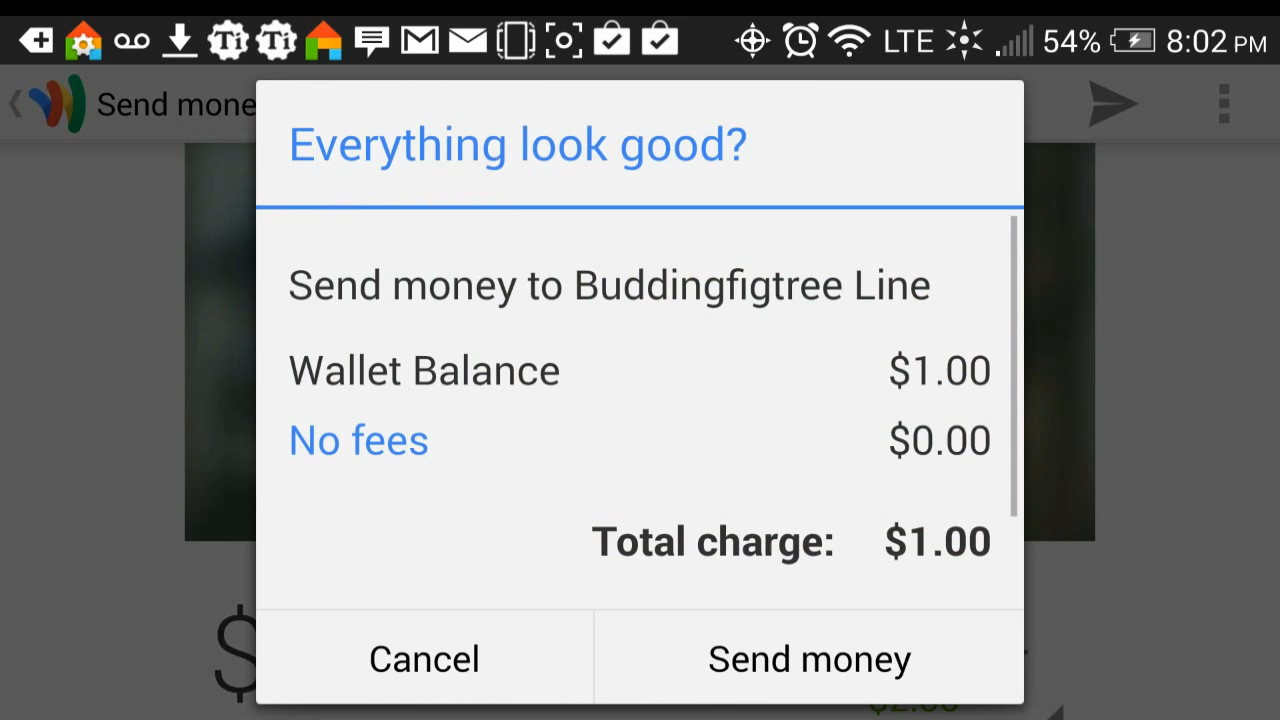 LTE 54% 8:02 PM
Send mone
Everything look good?
Send money to Buddingfigtree Line
Wallet Balance $1.00
No fees $0.00
Total charge: $1.00
$
Cancel Send money